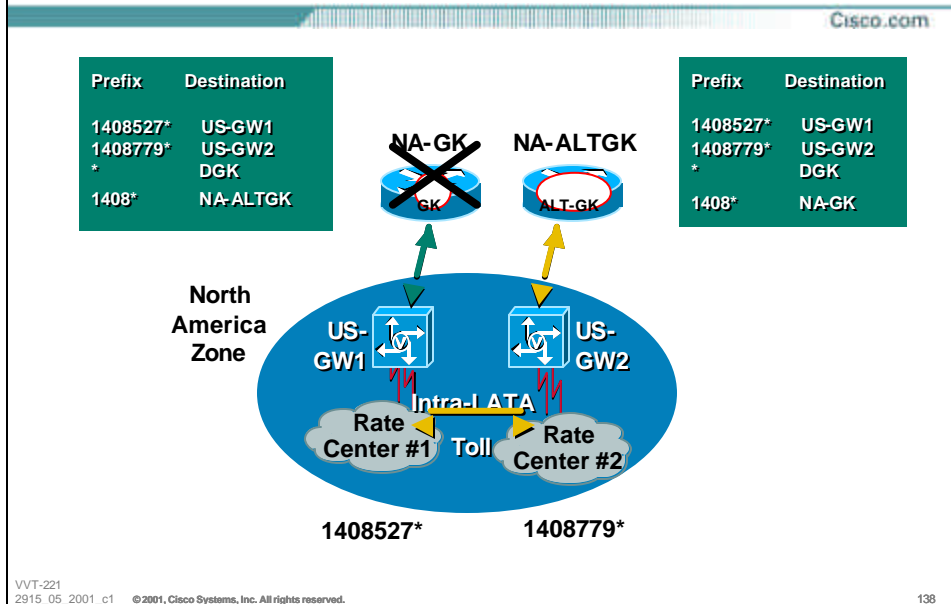 Cisco.com
Prefix Destination
1408527* US-GW1
1408779* US-GW2
* DGK
1408* NA-ALTGK
NA-GK
GK
NA-ALTGK
ALT-GK
Prefix Destination
1408527* US-GW1
1408779* US-GW2
* DGK
1408* NA-GK
North
America
Zone
US-
GW1
V
V
US-
GW2
Intra-LATA
Toll
Rate
Center #1
Rate
Center #2
1408527*
1408779*
VVT-221
2915_05_2001_c1 © 2001, Cisco Systems, Inc. All rights reserved. 138